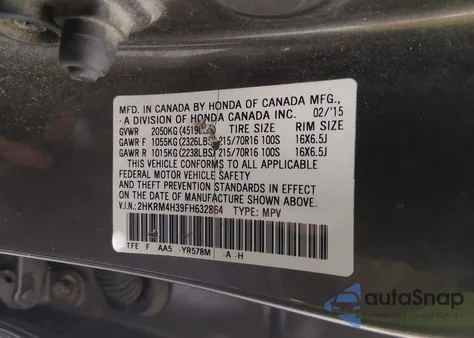 MFD. IN CANADA BY HONDA OF CANADA MFG.,
A DIVISION OF HONDA CANADA INC. 02/'15
GVWR 2050KG (4519LBS) TIRE SIZE RIM SIZE
GAWR F 1055KG (2326LBS) 215/70R16 100S 16X6.5J
GAWR R 1015KG (2238LBS) 215/70R16 100S 16X6.5J
THIS VEHICLE CONFORMS TO ALL APPLICABLE
FEDERAL MOTOR VEHICLE SAFETY
AND THEFT PREVENTION STANDARDS IN EFFECT
ON THE DATE OF MANUFACTURE SHOWN ABOVE.
V.I.N.: 2HKRM4H39FH632864 TYPE: MPV
TFE F AA5 -YR578M -A -H
autoSnap